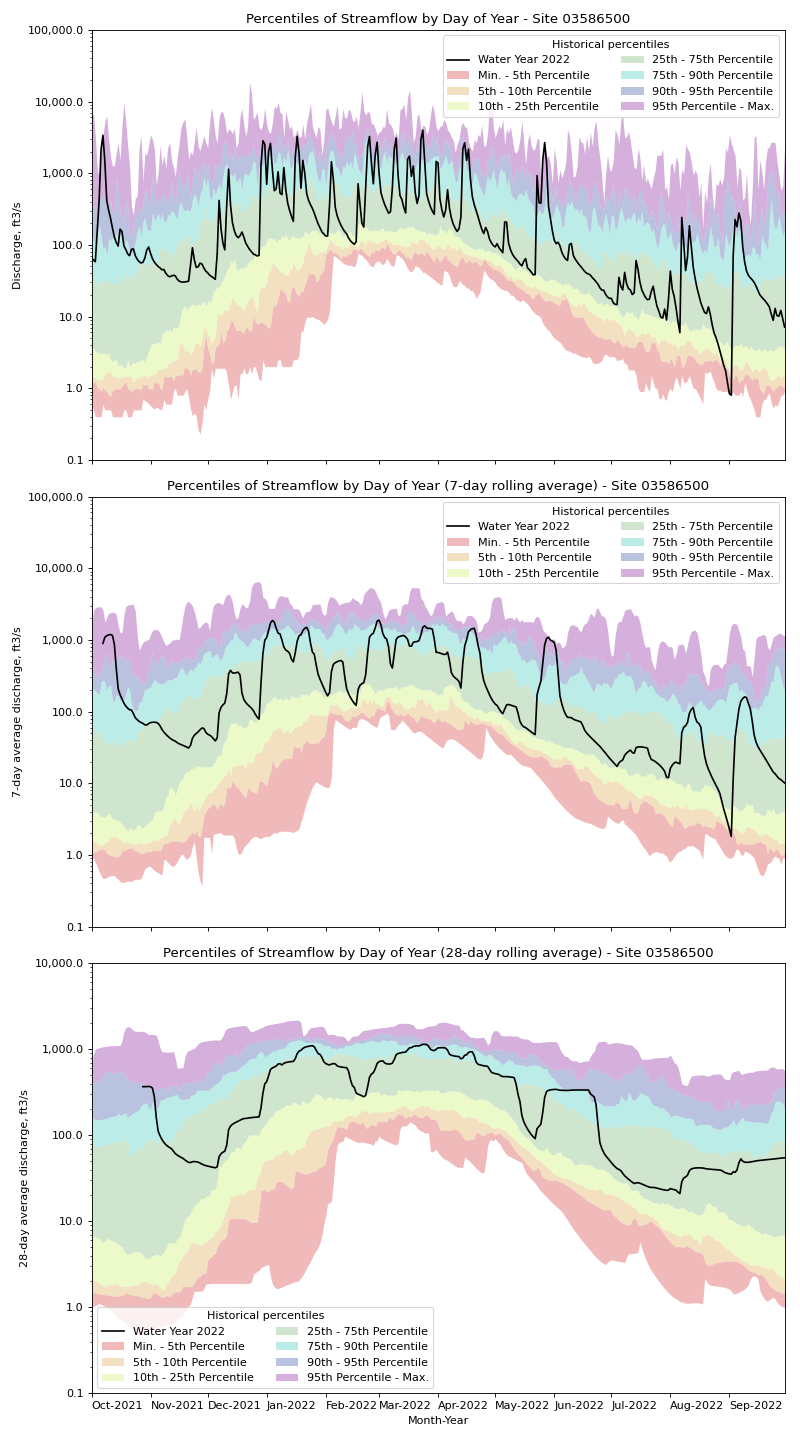 Percentiles of Streamflow by Day of Year - Site 03586500
Discharge, ft3/s
100,000.0
10,000.0
1,000.0
100.0
10.0
1.0
0.1
Historical percentiles
Water Year 2022
Min. - 5th Percentile
5th - 10th Percentile
10th - 25th Percentile
25th - 75th Percentile
75th - 90th Percentile
90th - 95th Percentile
95th Percentile - Max.
Percentiles of Streamflow by Day of Year (7-day rolling average) - Site 03586500
7-day average discharge, ft3/s
100,000.0
10,000.0
1,000.0
100.0
10.0
1.0
0.1
Historical percentiles
Water Year 2022
Min. - 5th Percentile
5th - 10th Percentile
10th - 25th Percentile
25th - 75th Percentile
75th - 90th Percentile
90th - 95th Percentile
95th Percentile - Max.
Percentiles of Streamflow by Day of Year (28-day rolling average) - Site 03586500
28-day average discharge, ft3/s
10,000.0
1,000.0
100.0
10.0
1.0
0.1
Historical percentiles
Water Year 2022
Min. - 5th Percentile
5th - 10th Percentile
10th - 25th Percentile
25th - 75th Percentile
75th - 90th Percentile
90th - 95th Percentile
95th Percentile - Max.
Oct-2021 Nov-2021 Dec-2021 Jan-2022 Feb-2022 Mar-2022 Apr-2022 May-2022 Jun-2022 Jul-2022 Aug-2022 Sep-2022
Month-Year